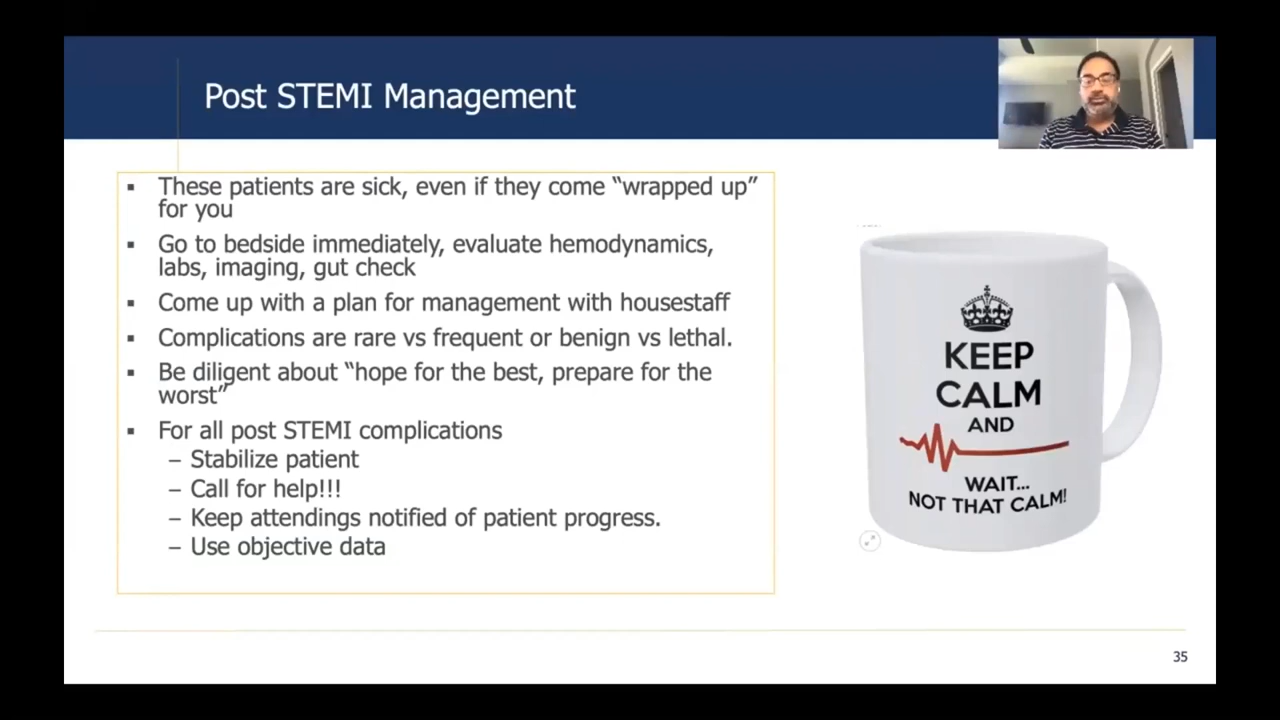 Post STEMI Management
▪ These patients are sick, even if they come “wrapped up”
for you
▪ Go to bedside immediately, evaluate hemodynamics,
labs, imaging, gut check
▪ Come up with a plan for management with housestaff
▪ Complications are rare vs frequent or benign vs lethal.
▪ Be diligent about “hope for the best, prepare for the
worst”
▪ For all post STEMI complications
– Stabilize patient
– Call for help!!!
– Keep attendings notified of patient progress.
– Use objective data
KEEP
CALM
AND
WAIT...
NOT THAT CALM!
35